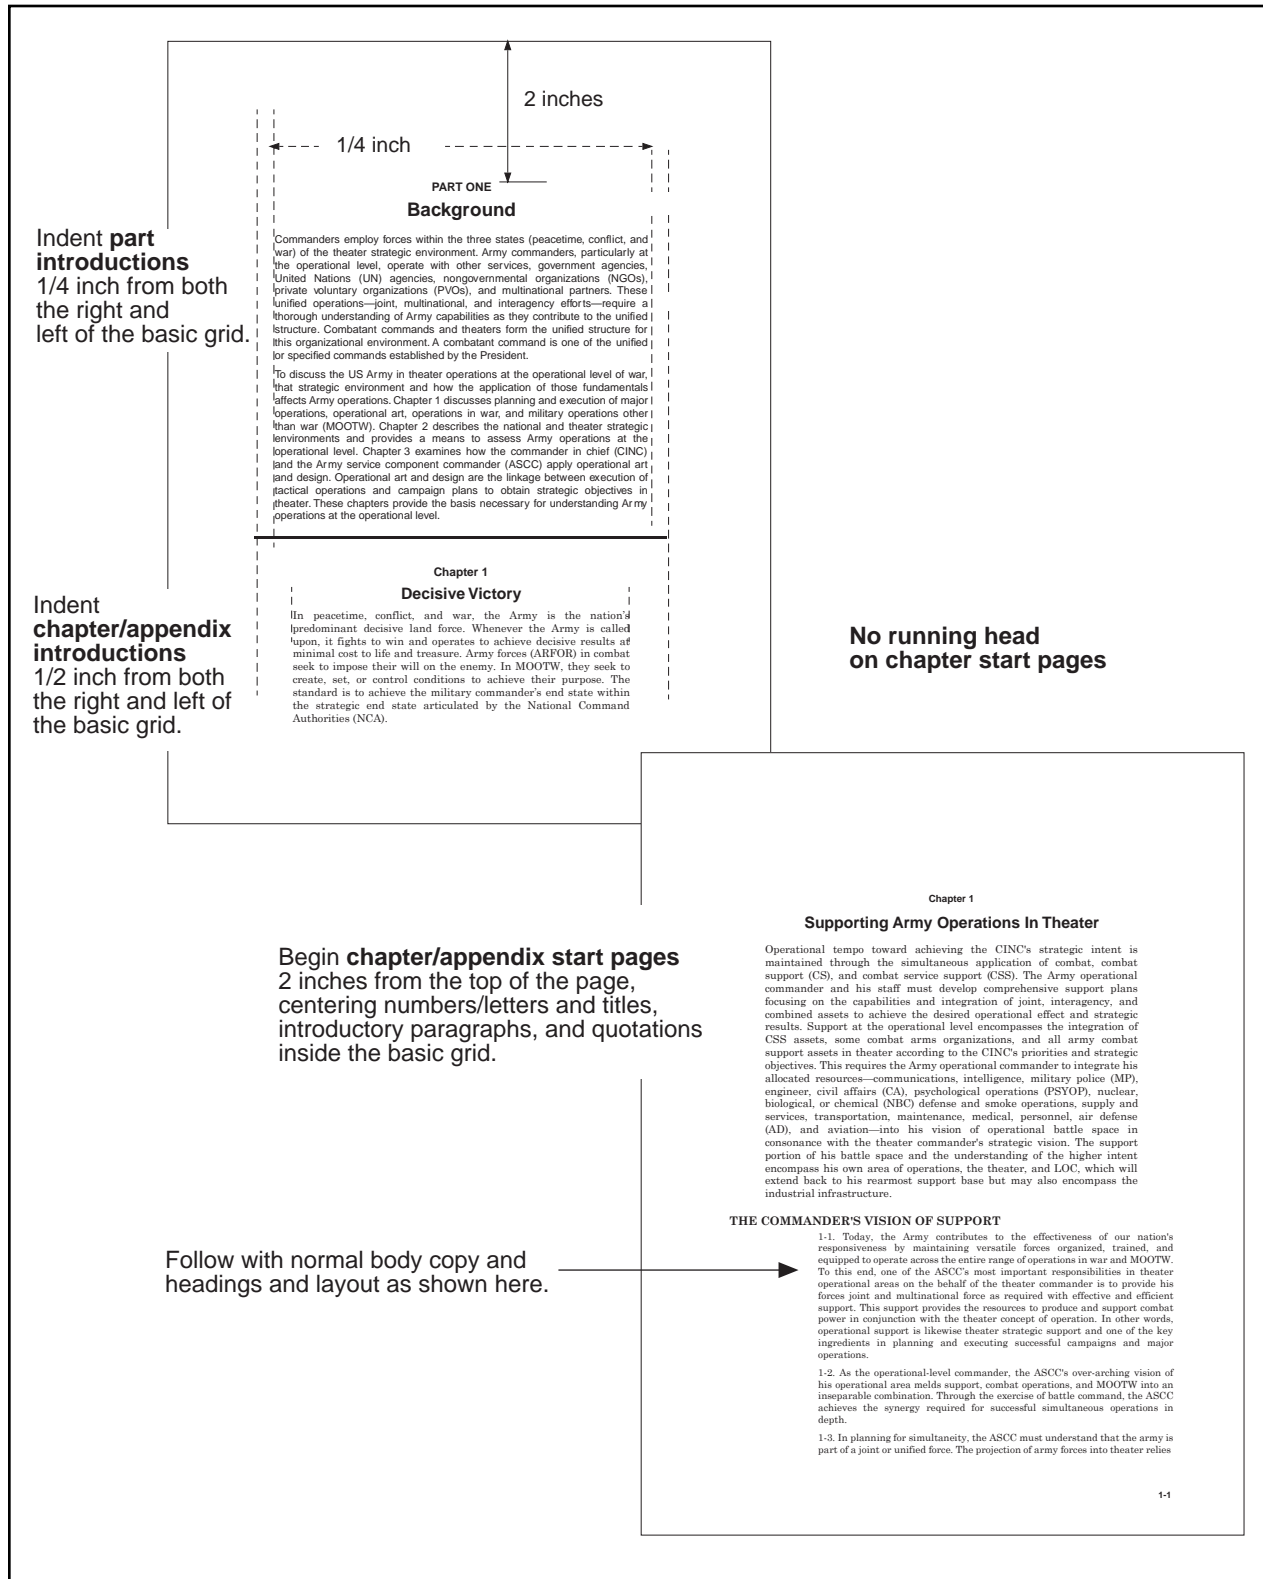 2 inches
1/4 inch
PART ONE
Background
Indent part
introductions
1/4 inch from both
the right and
left of the basic grid.
Commanders employ forces within the three states (peacetime, conflict, and
war) of the theater strategic environment. Army commanders, particularly at
the operational level, operate with other services, government agencies,
United Nations (UN) agencies, nongovernmental organizations (NGOs),
private voluntary organizations (PVOs), and multinational partners. These
unified operations—joint, multinational, and interagency efforts—require a
thorough understanding of Army capabilities as they contribute to the unified
structure. Combatant commands and theaters form the unified structure for
this organizational environment. A combatant command is one of the unified
or specified commands established by the President.
To discuss the US Army in theater operations at the operational level of war,
that strategic environment and how the application of those fundamentals
affects Army operations. Chapter 1 discusses planning and execution of major
operations, operational art, operations in war, and military operations other
than war (MOOTW). Chapter 2 describes the national and theater strategic
environments and provides a means to assess Army operations at the
operational level. Chapter 3 examines how the commander in chief (CINC)
and the Army service component commander (ASCC) apply operational art
and design. Operational art and design are the linkage between execution of
tactical operations and campaign plans to obtain strategic objectives in
theater. These chapters provide the basis necessary for understanding Army
operations at the operational level.
Chapter 1
Decisive Victory
Indent
chapter/appendix
introductions
1/2 inch from both
the right and left of
the basic grid.
In peacetime, conflict, and war, the Army is the nation's
predominant decisive land force. Whenever the Army is called
upon, it fights to win and operates to achieve decisive results at
minimal cost to life and treasure. Army forces (ARFOR) in combat
seek to impose their will on the enemy. In MOOTW, they seek to
create, set, or control conditions to achieve their purpose. The
standard is to achieve the military commander's end state within
the strategic end state articulated by the National Command
Authorities (NCA).
No running head
on chapter start pages
Begin chapter/appendix start pages
2 inches from the top of the page,
centering numbers/letters and titles,
introductory paragraphs, and quotations
inside the basic grid.
Chapter 1
Supporting Army Operations In Theater
Operational tempo toward achieving the CINC's strategic intent is
maintained through the simultaneous application of combat, combat
support (CS), and combat service support (CSS). The Army operational
commander and his staff must develop comprehensive support plans
focusing on the capabilities and integration of joint, interagency, and
combined assets to achieve the desired operational effect and strategic
results. Support at the operational level encompasses the integration of
CSS assets, some combat arms organizations, and all army combat
support assets in theater according to the CINC's priorities and strategic
objectives. This requires the Army operational commander to integrate his
allocated resources—communications, intelligence, military police (MP),
engineer, civil affairs (CA), psychological operations (PSYOP), nuclear,
biological, or chemical (NBC) defense and smoke operations, supply and
services, transportation, maintenance, medical, personnel, air defense
(AD), and aviation—into his vision of operational battle space in
consonance with the theater commander's strategic vision. The support
portion of his battle space and the understanding of the higher intent
encompass his own area of operations, the theater, and LOC, which will
extend back to his rearmost support base but may also encompass the
industrial infrastructure.
THE COMMANDER'S VISION OF SUPPORT
Follow with normal body copy and
headings and layout as shown here.
1-1. Today, the Army contributes to the effectiveness of our nation's
responsiveness by maintaining versatile forces organized, trained, and
equipped to operate across the entire range of operations in war and MOOTW.
To this end, one of the ASCC's most important responsibilities in theater
operational areas on the behalf of the theater commander is to provide his
forces joint and multinational force as required with effective and efficient
support. This support provides the resources to produce and support combat
power in conjunction with the theater concept of operation. In other words,
operational support is likewise theater strategic support and one of the key
ingredients in planning and executing successful campaigns and major
operations.
1-2. As the operational-level commander, the ASCC's over-arching vision of
his operational area melds support, combat operations, and MOOTW into an
inseparable combination. Through the exercise of battle command, the ASCC
achieves the synergy required for successful simultaneous operations in
depth.
1-3. In planning for simultaneity, the ASCC must understand that the army is
part of a joint or unified force. The projection of army forces into theater relies
1-1